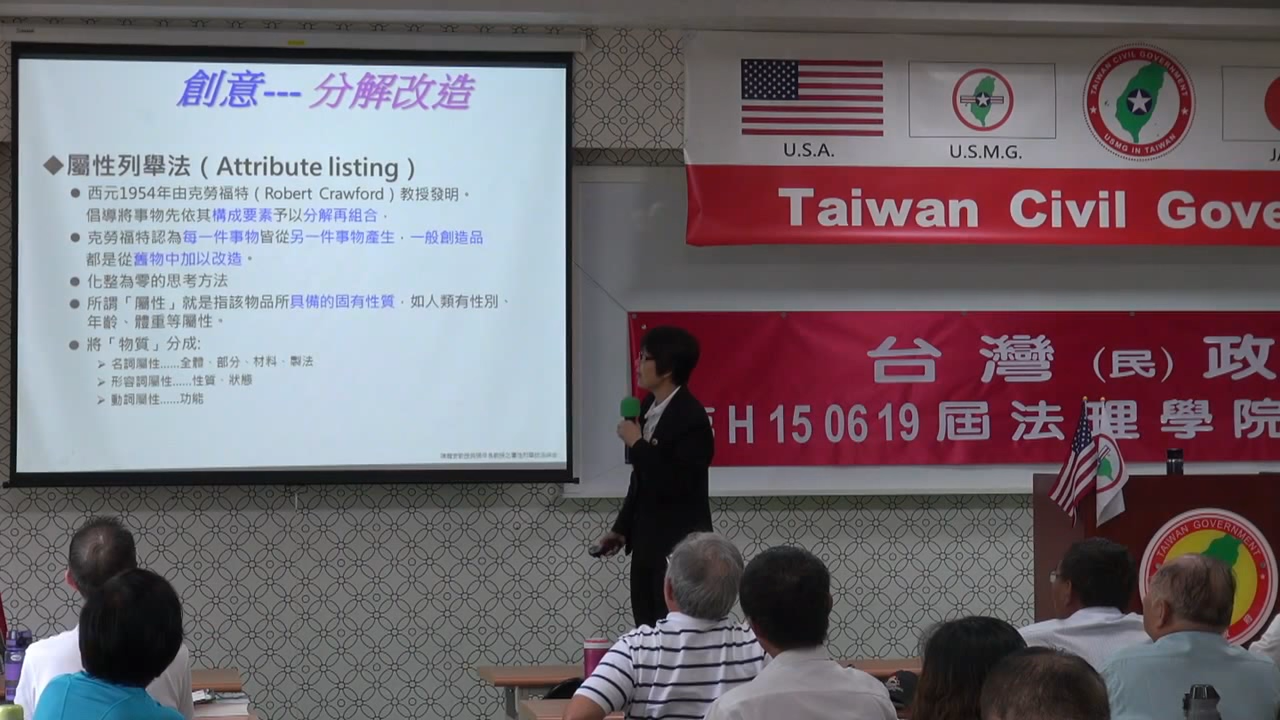 創意--- 分解改造
◆屬性列舉法（Attribute listing）
● 西元1954年由克勞福特（Robert Crawford）教授發明。
倡導將事物先依其構成要素予以分解再組合，
● 克勞福特認為每一件事物皆從另一件事物產生，一般創造品
都是從舊物中加以改造。
● 化整為零的思考方法
● 所謂「屬性」就是指該物品所具備的固有性質，如人類有性別、
年齡、體重等屬性。
● 將「物質」分成:
➢ 名詞屬性……全體、部分、材料、製法
➢ 形容詞屬性……性質、狀態
➢ 動詞屬性……功能
U.S.A.
U.S.M.G.
TAIWAN CIVIL GOVERNMENT
USMG IN TAIWAN
JA
Taiwan Civil Gove
台灣(民)政
H 15 06 19 屆法理學院
TAIWAN GOVERNMENT